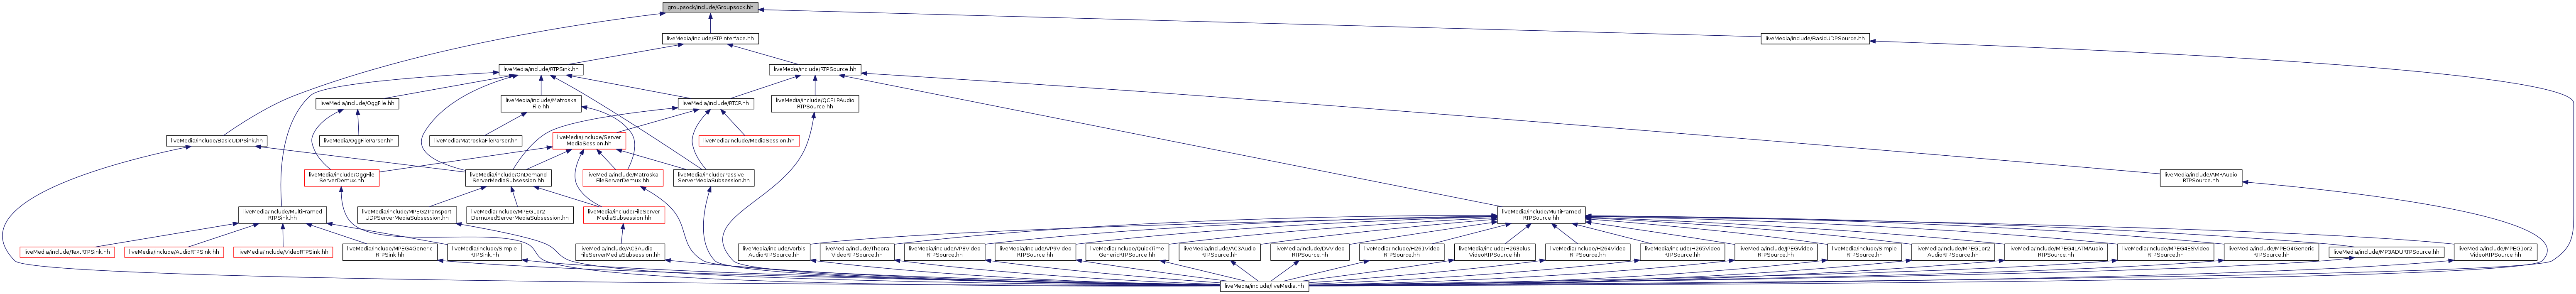 groupsock/include/Groupsock.hh
liveMedia/include/RTPInterface.hh
liveMedia/include/BasicUDPSource.hh
liveMedia/include/RTPSink.hh
liveMedia/include/RTPSource.hh
liveMedia/include/OggFile.hh
liveMedia/include/Matroska
File.hh
liveMedia/include/RTCP.hh
liveMedia/include/QCELPAudio
RTPSource.hh
liveMedia/include/BasicUDPSink.hh
liveMedia/OggFileParser.hh
liveMedia/MatroskaFileParser.hh
liveMedia/include/Server
MediaSession.hh
liveMedia/include/MediaSession.hh
liveMedia/include/OggFile
ServerDemux.hh
liveMedia/include/OnDemand
ServerMediaSubsession.hh
liveMedia/include/Matroska
FileServerDemux.hh
liveMedia/include/Passive
ServerMediaSubsession.hh
liveMedia/include/AMRAudio
RTPSource.hh
liveMedia/include/MultiFramed
RTPSink.hh
liveMedia/include/MPEG2Transport
UDPServerMediaSubsession.hh
liveMedia/include/MPEG1or2
DemuxedServerMediaSubsession.hh
liveMedia/include/FileServer
MediaSubsession.hh
liveMedia/include/MultiFramed
RTPSource.hh
liveMedia/include/TextRTPSink.hh
liveMedia/include/AudioRTPSink.hh
liveMedia/include/VideoRTPSink.hh
liveMedia/include/MPEG4Generic
RTPSink.hh
liveMedia/include/Simple
RTPSink.hh
liveMedia/include/AC3Audio
FileServerMediaSubsession.hh
liveMedia/include/Vorbis
AudioRTPSource.hh
liveMedia/include/Theora
VideoRTPSource.hh
liveMedia/include/VP8Video
RTPSource.hh
liveMedia/include/VP9Video
RTPSource.hh
liveMedia/include/QuickTime
GenericRTPSource.hh
liveMedia/include/AC3Audio
RTPSource.hh
liveMedia/include/DVVideo
RTPSource.hh
liveMedia/include/H261Video
RTPSource.hh
liveMedia/include/H263plus
VideoRTPSource.hh
liveMedia/include/H264Video
RTPSource.hh
liveMedia/include/H265Video
RTPSource.hh
liveMedia/include/JPEGVideo
RTPSource.hh
liveMedia/include/Simple
RTPSource.hh
liveMedia/include/MPEG1or2
AudioRTPSource.hh
liveMedia/include/MPEG4LATMAudio
RTPSource.hh
liveMedia/include/MPEG4ESVideo
RTPSource.hh
liveMedia/include/MPEG4Generic
RTPSource.hh
liveMedia/include/MP3ADURTPSource.hh
liveMedia/include/MPEG1or2
VideoRTPSource.hh
liveMedia/include/liveMedia.hh